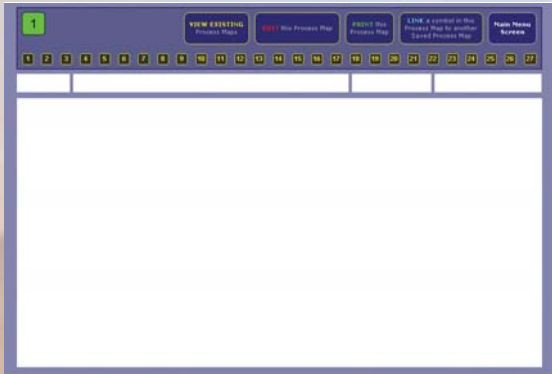 1
VIEW EXISTING
Process Maps
EDIT this Process Map
PRINT this
Process Map
LINK a symbol in this
Process Map to another
Saved Process Map
Main Menu
Screen
1 2 3 4 5 6 7 8 9 10 11 12 13 14 15 16 17 18 19 20 21 22 23 24 25 26 27